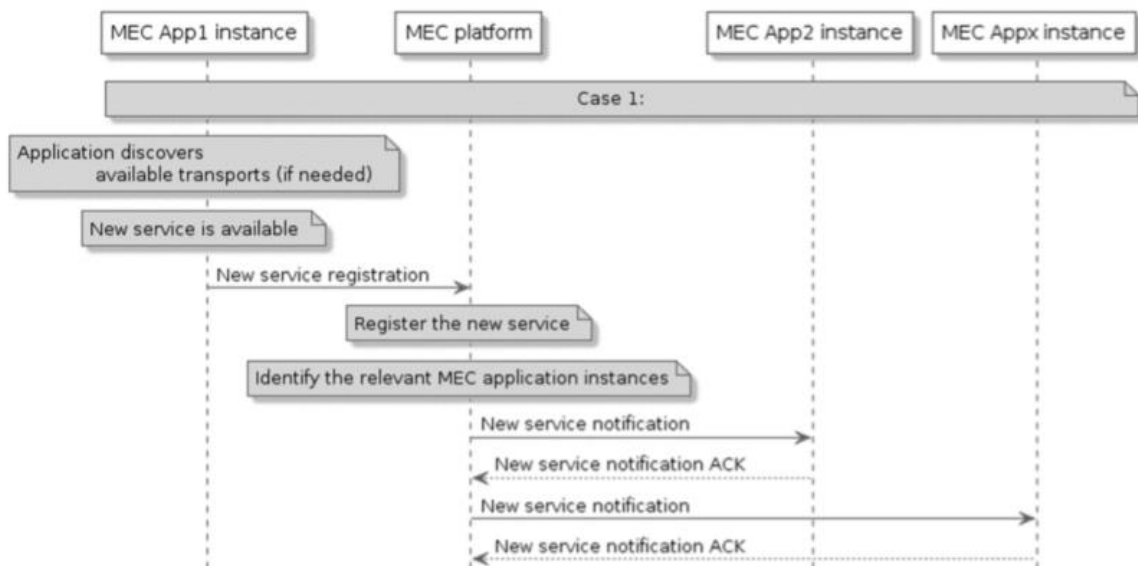 MEC App1 instance
MEC platform
MEC App2 instance
MEC Appx instance
Case 1:
Application discovers
available transports (if needed)
New service is available
New service registration
Register the new service
Identify the relevant MEC application instances
New service notification
New service notification ACK
New service notification
New service notification ACK